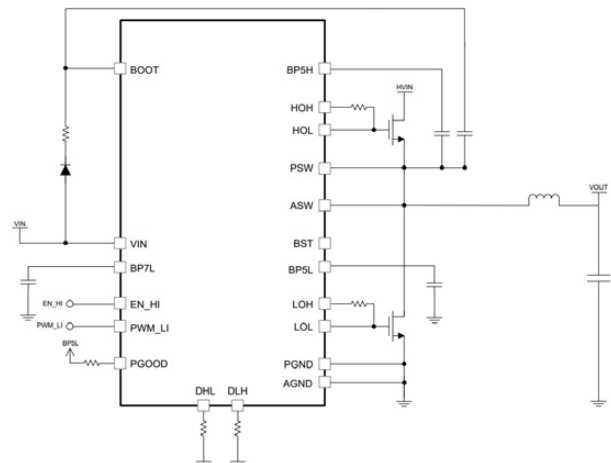 BOOT
BP5H
HOH
HVIN
HOL
PSW
ASW
VOUT
VIN
VIN
BST
BP7L
BP5L
EN_HI
EN_HI
LOH
PWM_LI
PWM_LI
LOL
BP5L
PGOOD
PGND
AGND
DHL
DLH